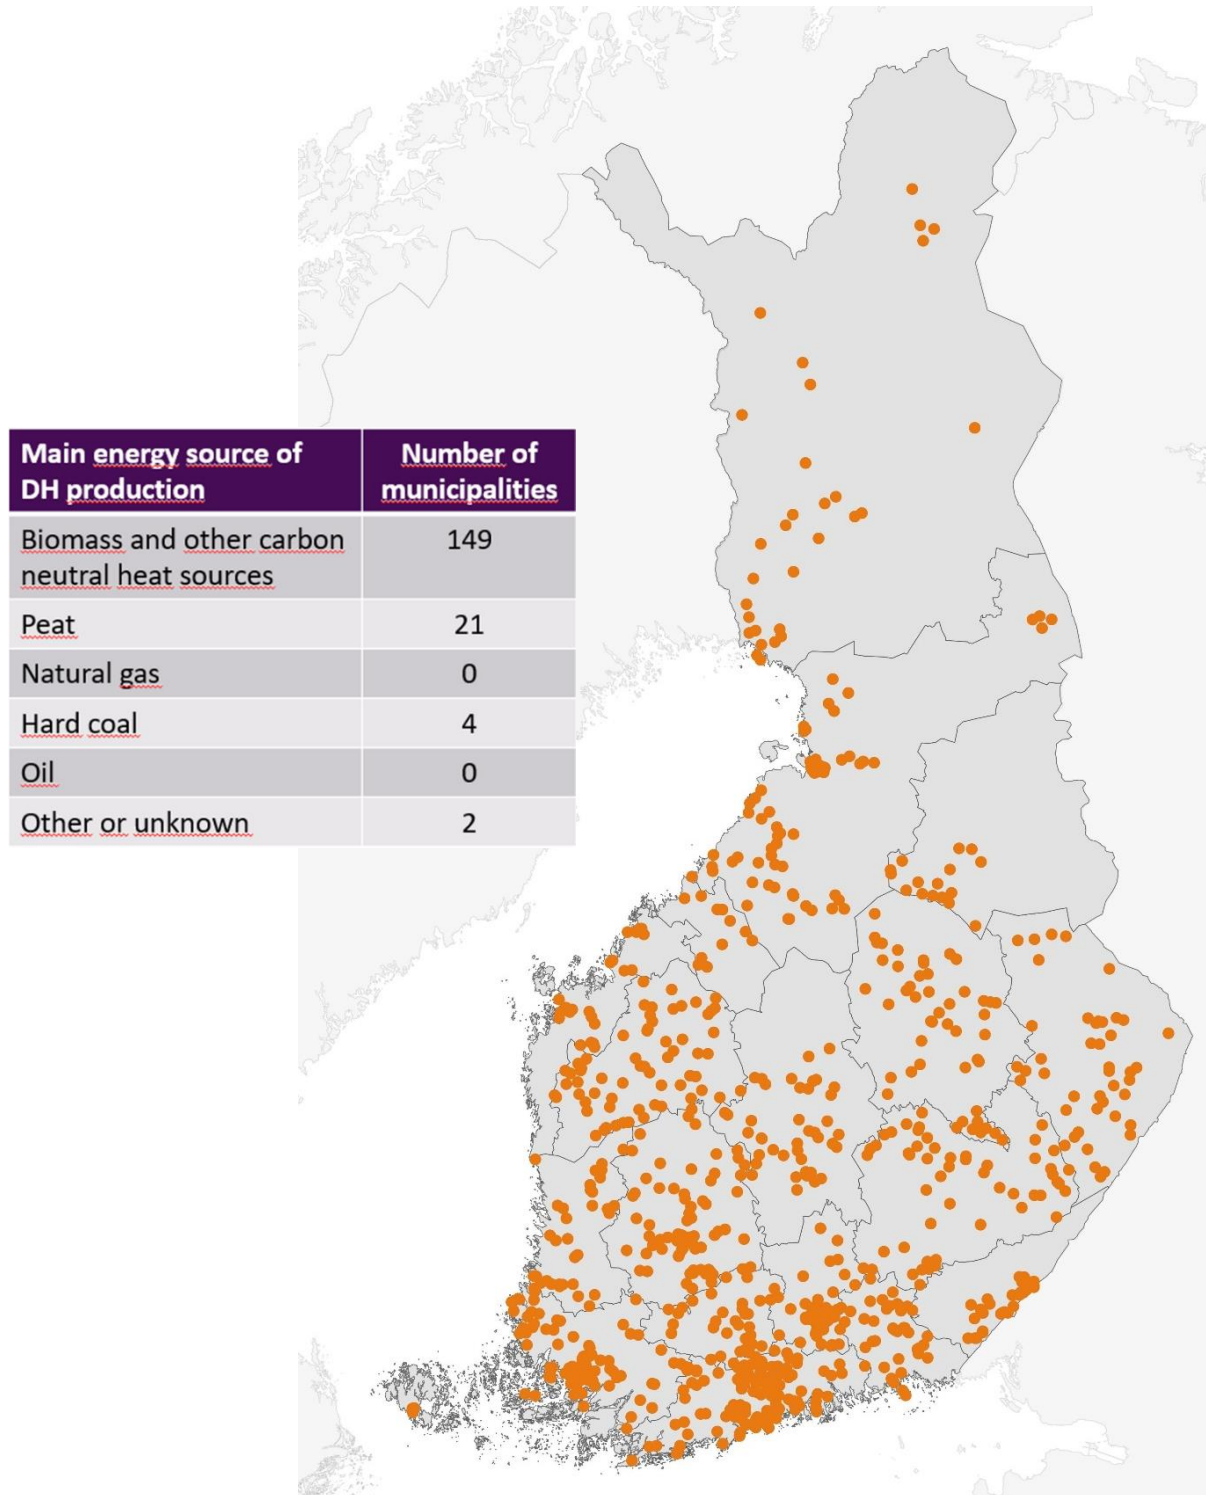 Main energy source of Number of
DH production municipalities
Biomass and other carbon 149
neutral heat sources
Peat 21
Natural gas 0
Hard coal 4
Oil 0
Other or unknown 2